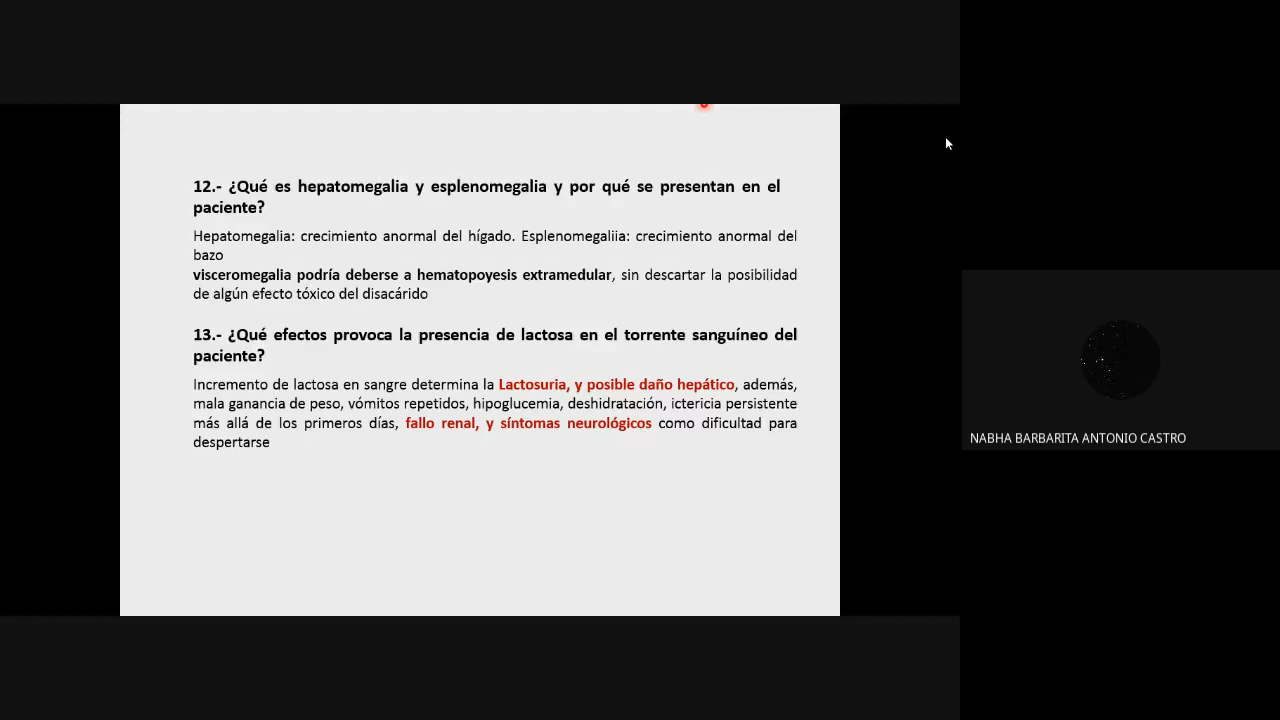 12.- ¿Qué es hepatomegalia y esplenomegalia y por qué se presentan en el
paciente?
Hepatomegalia: crecimiento anormal del hígado. Esplenomegaliia: crecimiento anormal del
bazo
visceromegalia podría deberse a hematopoyesis extramedular, sin descartar la posibilidad
de algún efecto tóxico del disacárido
13.- ¿Qué efectos provoca la presencia de lactosa en el torrente sanguíneo del
paciente?
Incremento de lactosa en sangre determina la Lactosuria, y posible daño hepático, además,
mala ganancia de peso, vómitos repetidos, hipoglucemia, deshidratación, ictericia persistente
más allá de los primeros días, fallo renal, y síntomas neurológicos como dificultad para
despertarse
NABHA BARBARITA ANTONIO CASTRO